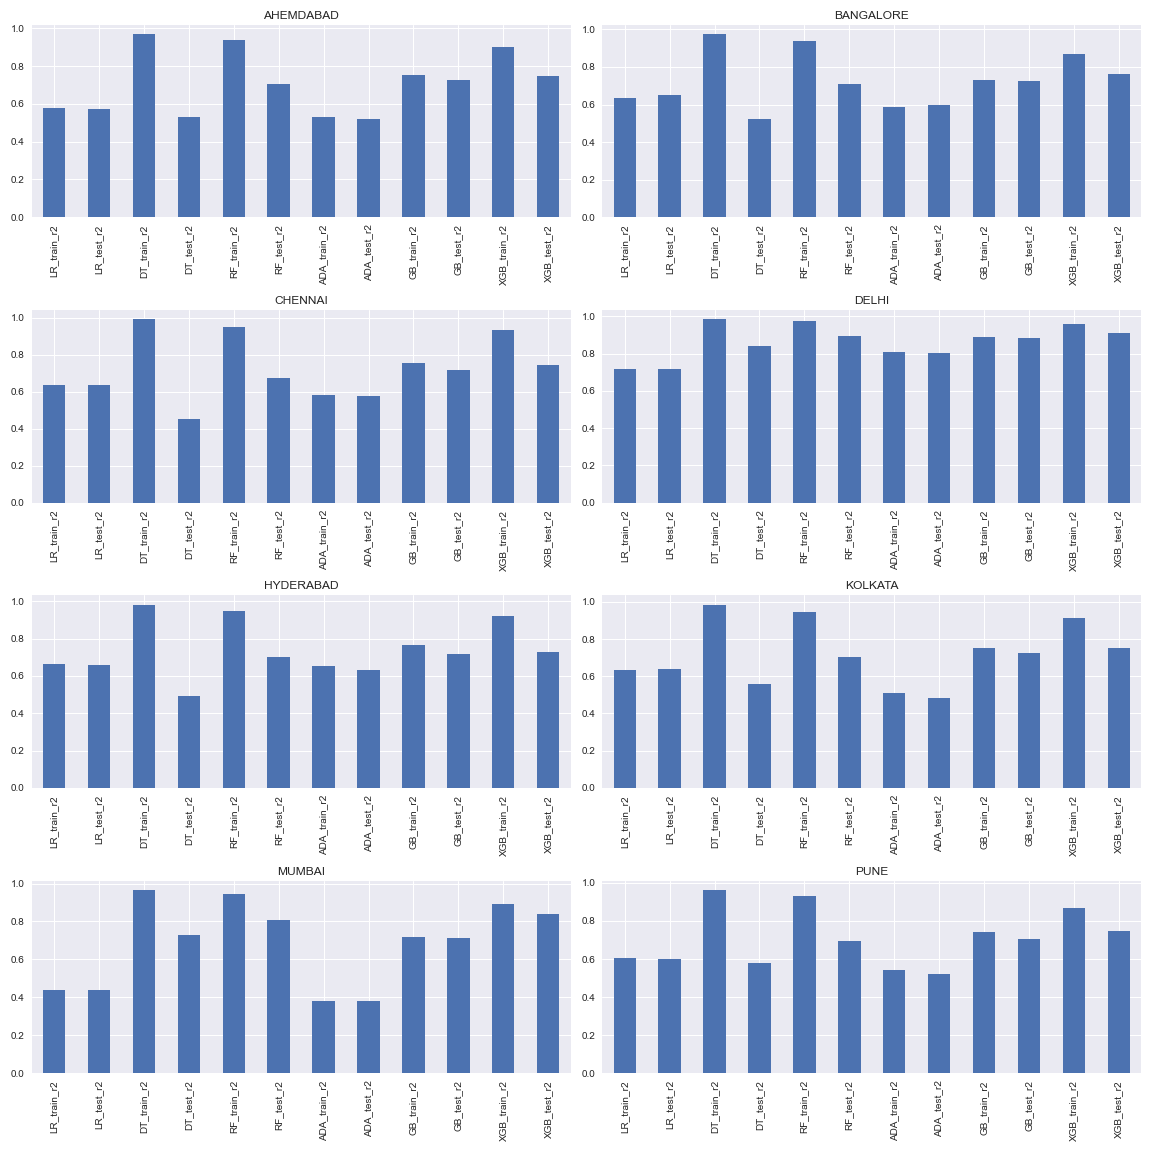 AHEMDABAD
1.0
0.8
0.6
0.4
0.2
0.0
LR_train_r2
LR_test_r2
DT_train_r2
DT_test_r2
RF_train_r2
RF_test_r2
ADA_train_r2
ADA_test_r2
GB_train_r2
GB_test_r2
XGB_train_r2
XGB_test_r2
BANGALORE
1.0
0.8
0.6
0.4
0.2
0.0
LR_train_r2
LR_test_r2
DT_train_r2
DT_test_r2
RF_train_r2
RF_test_r2
ADA_train_r2
ADA_test_r2
GB_train_r2
GB_test_r2
XGB_train_r2
XGB_test_r2
CHENNAI
1.0
0.8
0.6
0.4
0.2
0.0
LR_train_r2
LR_test_r2
DT_train_r2
DT_test_r2
RF_train_r2
RF_test_r2
ADA_train_r2
ADA_test_r2
GB_train_r2
GB_test_r2
XGB_train_r2
XGB_test_r2
DELHI
1.0
0.8
0.6
0.4
0.2
0.0
LR_train_r2
LR_test_r2
DT_train_r2
DT_test_r2
RF_train_r2
RF_test_r2
ADA_train_r2
ADA_test_r2
GB_train_r2
GB_test_r2
XGB_train_r2
XGB_test_r2
HYDERABAD
1.0
0.8
0.6
0.4
0.2
0.0
LR_train_r2
LR_test_r2
DT_train_r2
DT_test_r2
RF_train_r2
RF_test_r2
ADA_train_r2
ADA_test_r2
GB_train_r2
GB_test_r2
XGB_train_r2
XGB_test_r2
KOLKATA
1.0
0.8
0.6
0.4
0.2
0.0
LR_train_r2
LR_test_r2
DT_train_r2
DT_test_r2
RF_train_r2
RF_test_r2
ADA_train_r2
ADA_test_r2
GB_train_r2
GB_test_r2
XGB_train_r2
XGB_test_r2
MUMBAI
1.0
0.8
0.6
0.4
0.2
0.0
LR_train_r2
LR_test_r2
DT_train_r2
DT_test_r2
RF_train_r2
RF_test_r2
ADA_train_r2
ADA_test_r2
GB_train_r2
GB_test_r2
XGB_train_r2
XGB_test_r2
PUNE
1.0
0.8
0.6
0.4
0.2
0.0
LR_train_r2
LR_test_r2
DT_train_r2
DT_test_r2
RF_train_r2
RF_test_r2
ADA_train_r2
ADA_test_r2
GB_train_r2
GB_test_r2
XGB_train_r2
XGB_test_r2